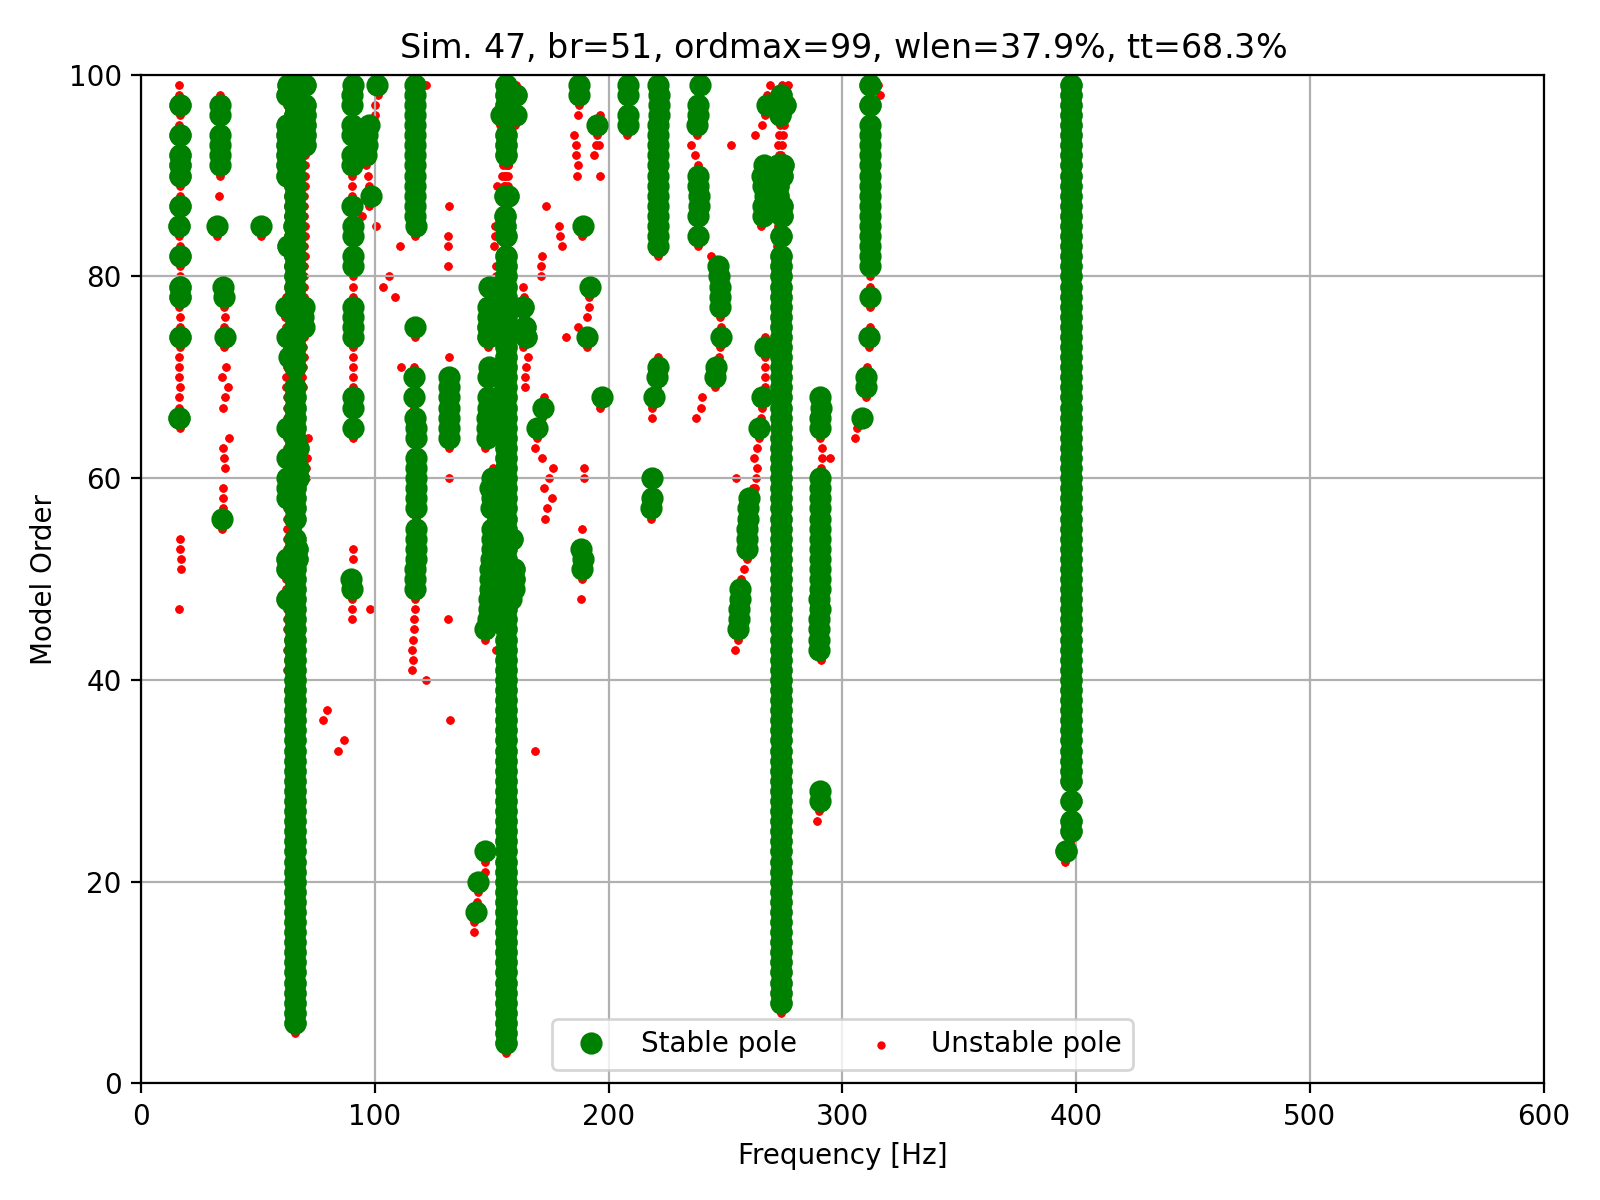 Sim. 47, br=51, ordmax=99, wlen=37.9%, tt=68.3%
100
80
60
40
20
0
Model Order
Stable pole
Unstable pole
0
100
200
300
400
500
600
Frequency [Hz]